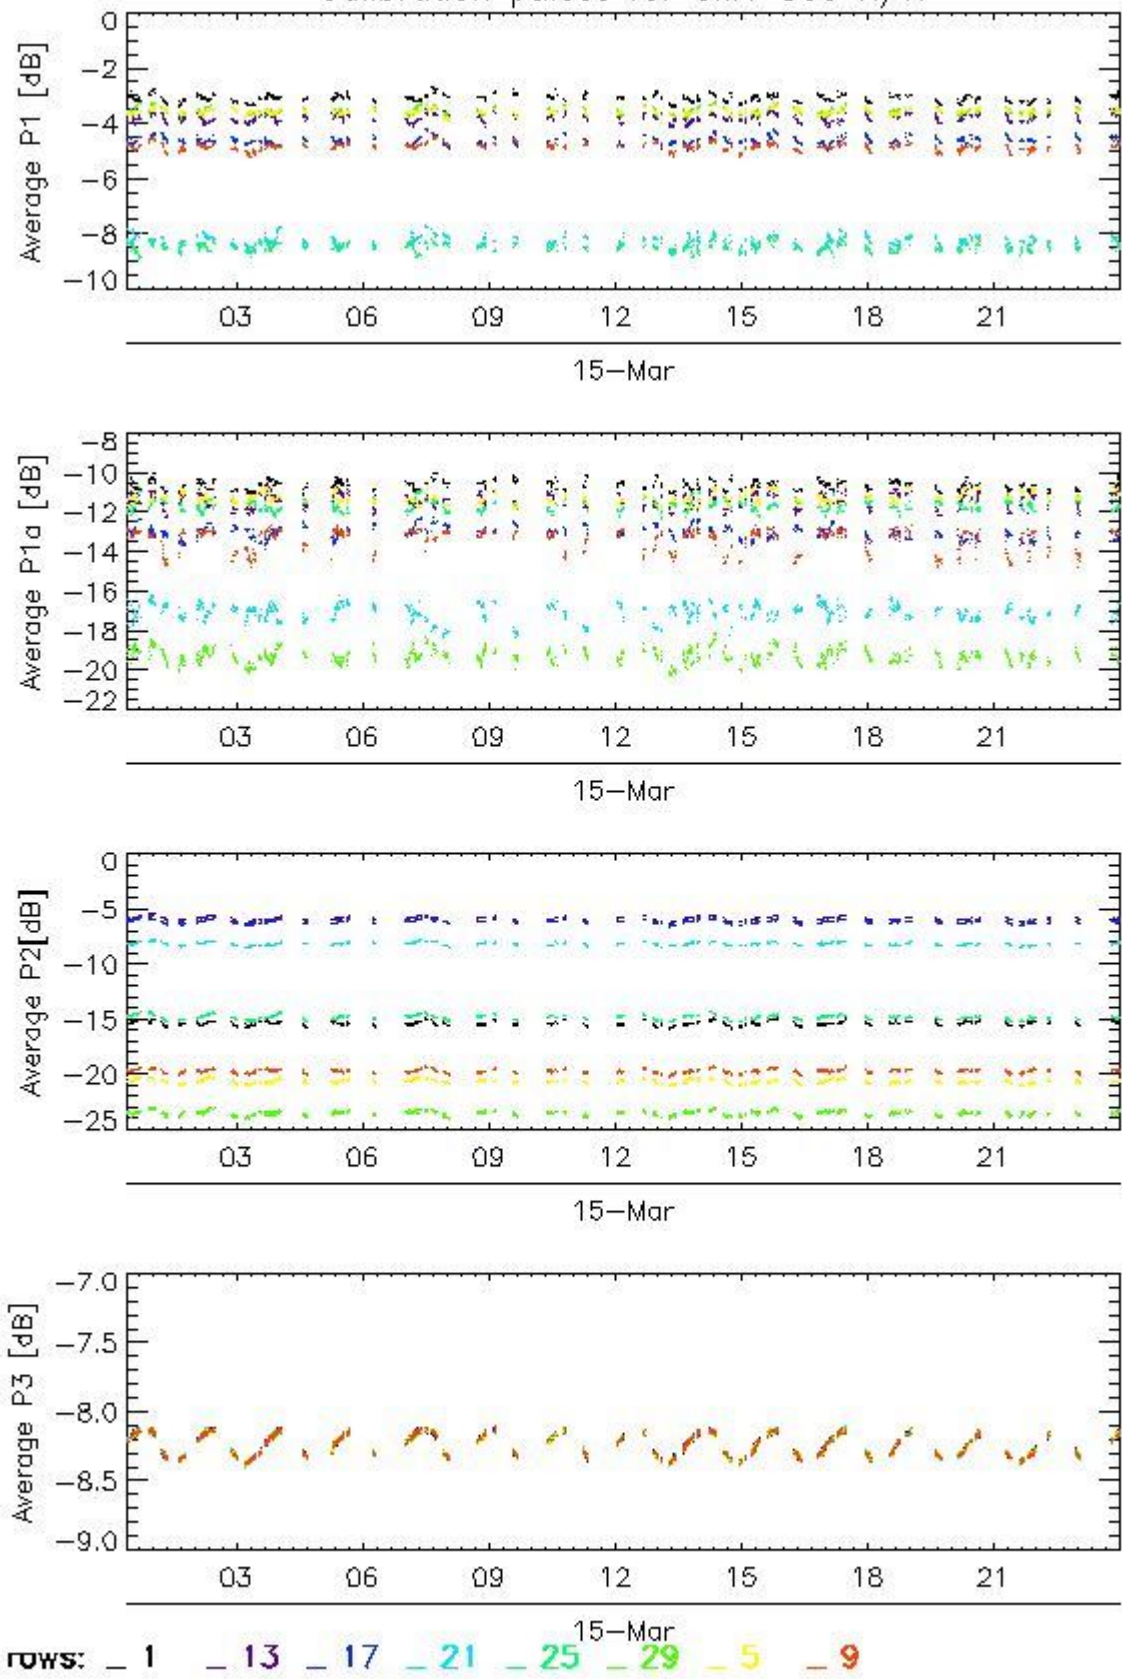 0
-2
-4
-6
-8
-10
Average P1 [dB]
03 06 09 12 15 18 21
15-Mar
-8
-10
-12
-14
-16
-18
-20
-22
Average P1a [dB]
03 06 09 12 15 18 21
15-Mar
0
-5
-10
-15
-20
-25
Average P2[dB]
03 06 09 12 15 18 21
15-Mar
-7.0
-7.5
-8.0
-8.5
-9.0
Average P3 [dB]
03 06 09 12 15 18 21
15-Mar
rows: _ 1 _ 13 _ 17 _ 21 _ 25 _ 29 _ 5 _ 9